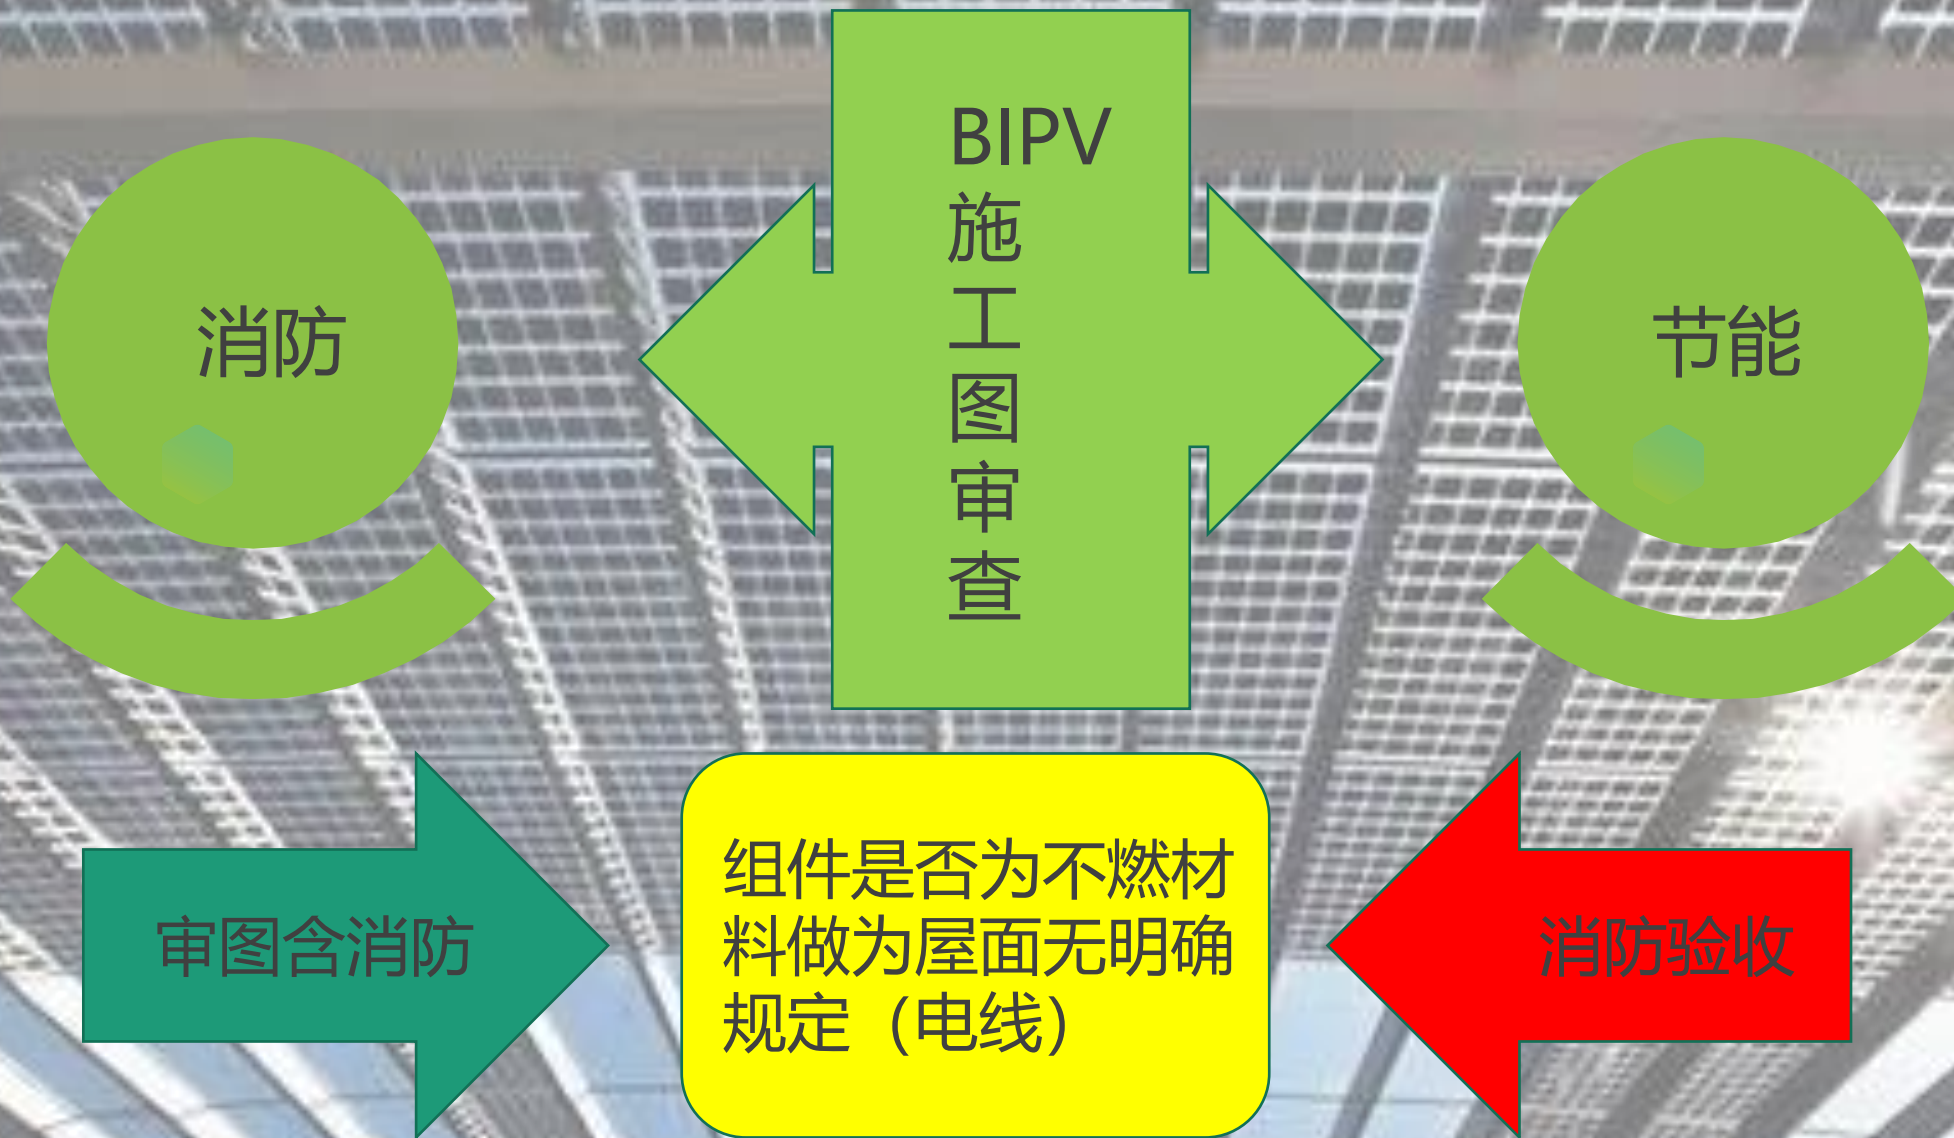 消防
BIPV
施
工
图
审
查
节能
审图含消防
组件是否为不燃材
料做为屋面无明确
规定（电线）
消防验收